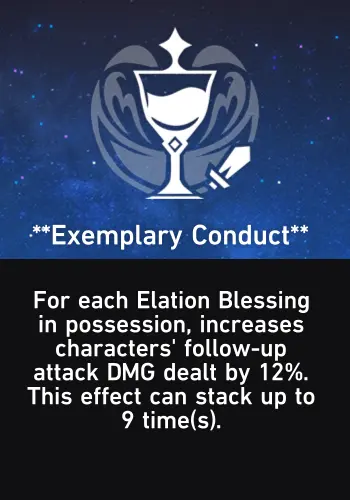 **Exemplary Conduct**
For each Elation Blessing
in possession, increases
characters' follow-up
attack DMG dealt by 12%.
This effect can stack up to
9 time(s).